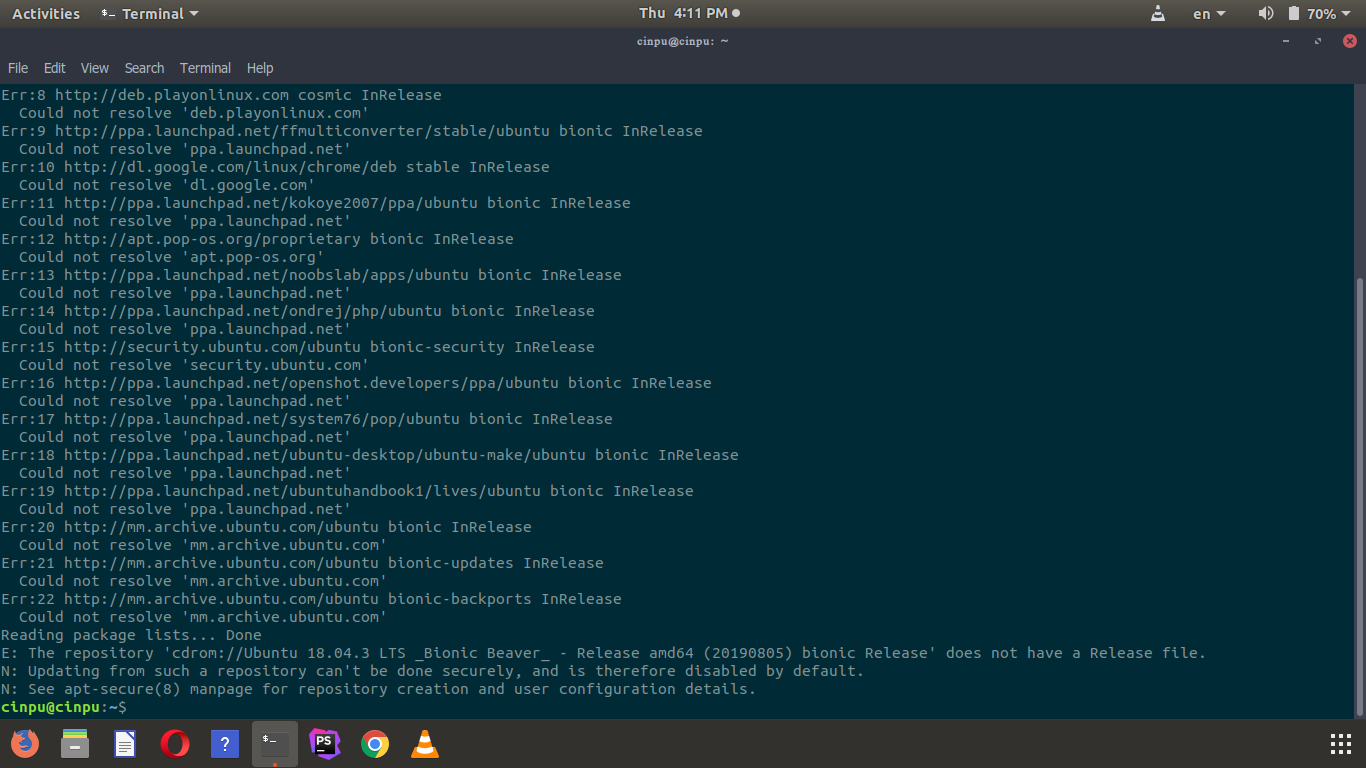 Activities Terminal Thu 4:11 PM en 70%
cinpu@cinpu: ~
File Edit View Search Terminal Help
Err:8 http://deb.playonlinux.com cosmic InRelease
  Could not resolve 'deb.playonlinux.com'
Err:9 http://ppa.launchpad.net/ffmulticonverter/stable/ubuntu bionic InRelease
  Could not resolve 'ppa.launchpad.net'
Err:10 http://dl.google.com/linux/chrome/deb stable InRelease
  Could not resolve 'dl.google.com'
Err:11 http://ppa.launchpad.net/kokoye2007/ppa/ubuntu bionic InRelease
  Could not resolve 'ppa.launchpad.net'
Err:12 http://apt.pop-os.org/proprietary bionic InRelease
  Could not resolve 'apt.pop-os.org'
Err:13 http://ppa.launchpad.net/noobslab/apps/ubuntu bionic InRelease
  Could not resolve 'ppa.launchpad.net'
Err:14 http://ppa.launchpad.net/ondrej/php/ubuntu bionic InRelease
  Could not resolve 'ppa.launchpad.net'
Err:15 http://security.ubuntu.com/ubuntu bionic-security InRelease
  Could not resolve 'security.ubuntu.com'
Err:16 http://ppa.launchpad.net/openshot.developers/ppa/ubuntu bionic InRelease
  Could not resolve 'ppa.launchpad.net'
Err:17 http://ppa.launchpad.net/system76/pop/ubuntu bionic InRelease
  Could not resolve 'ppa.launchpad.net'
Err:18 http://ppa.launchpad.net/ubuntu-desktop/ubuntu-make/ubuntu bionic InRelease
  Could not resolve 'ppa.launchpad.net'
Err:19 http://ppa.launchpad.net/ubuntuhandbook1/lives/ubuntu bionic InRelease
  Could not resolve 'ppa.launchpad.net'
Err:20 http://mm.archive.ubuntu.com/ubuntu bionic InRelease
  Could not resolve 'mm.archive.ubuntu.com'
Err:21 http://mm.archive.ubuntu.com/ubuntu bionic-updates InRelease
  Could not resolve 'mm.archive.ubuntu.com'
Err:22 http://mm.archive.ubuntu.com/ubuntu bionic-backports InRelease
  Could not resolve 'mm.archive.ubuntu.com'
Reading package lists... Done
E: The repository 'cdrom://Ubuntu 18.04.3 LTS _Bionic Beaver_ - Release amd64 (20190805) bionic Release' does not have a Release file.
N: Updating from such a repository can't be done securely, and is therefore disabled by default.
N: See apt-secure(8) manpage for repository creation and user configuration details.
cinpu@cinpu:~$
? $_ PS